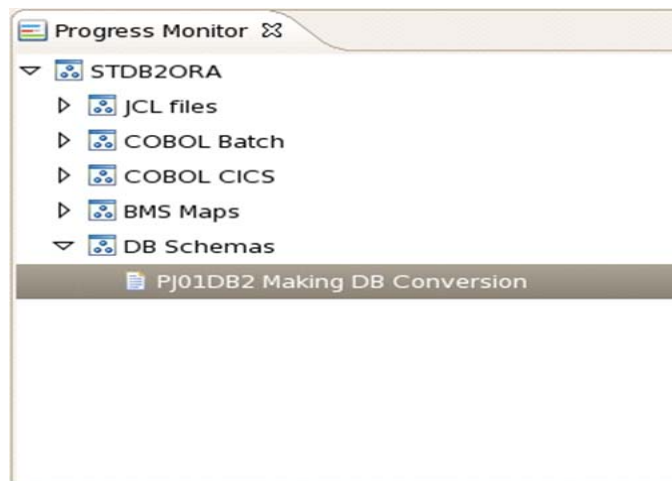 Progress Monitor
STDB2ORA
JCL files
COBOL Batch
COBOL CICS
BMS Maps
DB Schemas
PJ01DB2 Making DB Conversion